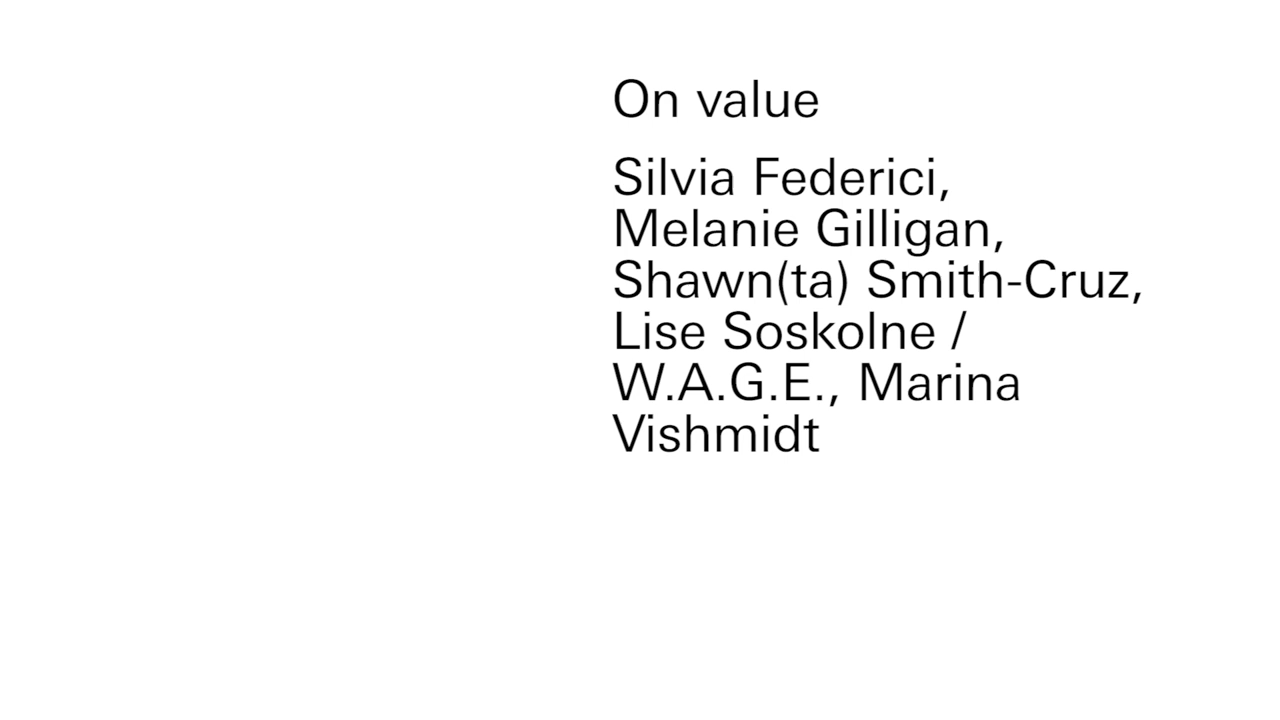 On value
Silvia Federici,
Melanie Gilligan,
Shawn(ta) Smith-Cruz,
Lise Soskolne /
W.A.G.E., Marina
Vishmidt